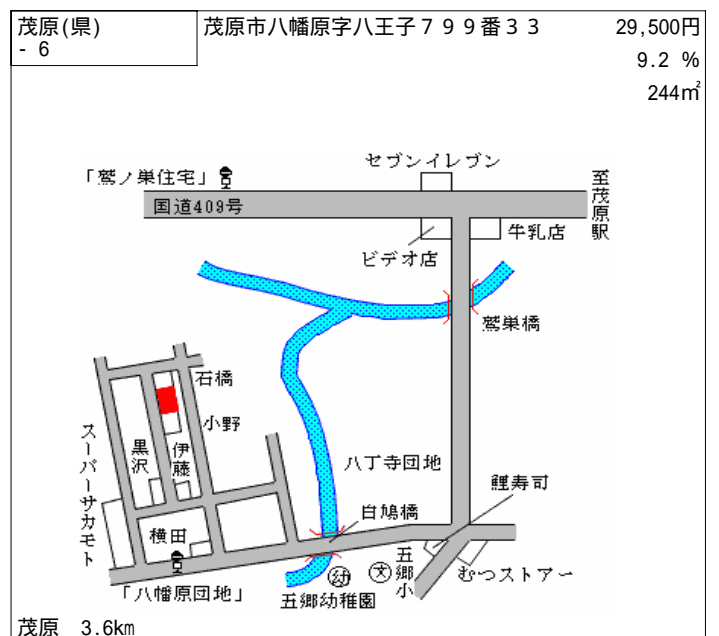 茂原(県)
- 6
茂原市八幡原字八王子７９９番３３
29,500円
9.2 %
244㎡
セブンイレブン
「鷲ノ巣住宅」
至茂原駅
国道409号
牛乳店
ビデオ店
鷲巣橋
石橋
小野
スーパーサカモト
黒沢
伊藤
八丁寺団地
鯉寿司
白鳩橋
横田
五郷小
文
幼
むつストアー
「八幡原団地」
五郷幼稚園
茂原 3.6km